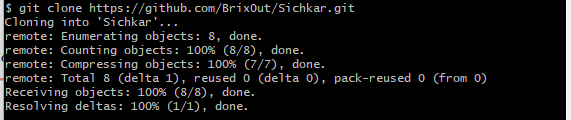 $ git clone https://github.com/BrixOut/Sichkar.git
Cloning into 'Sichkar'...
remote: Enumerating objects: 8, done.
remote: Counting objects: 100% (8/8), done.
remote: Compressing objects: 100% (7/7), done.
remote: Total 8 (delta 1), reused 0 (delta 0), pack-reused 0 (from 0)
Receiving objects: 100% (8/8), done.
Resolving deltas: 100% (1/1), done.